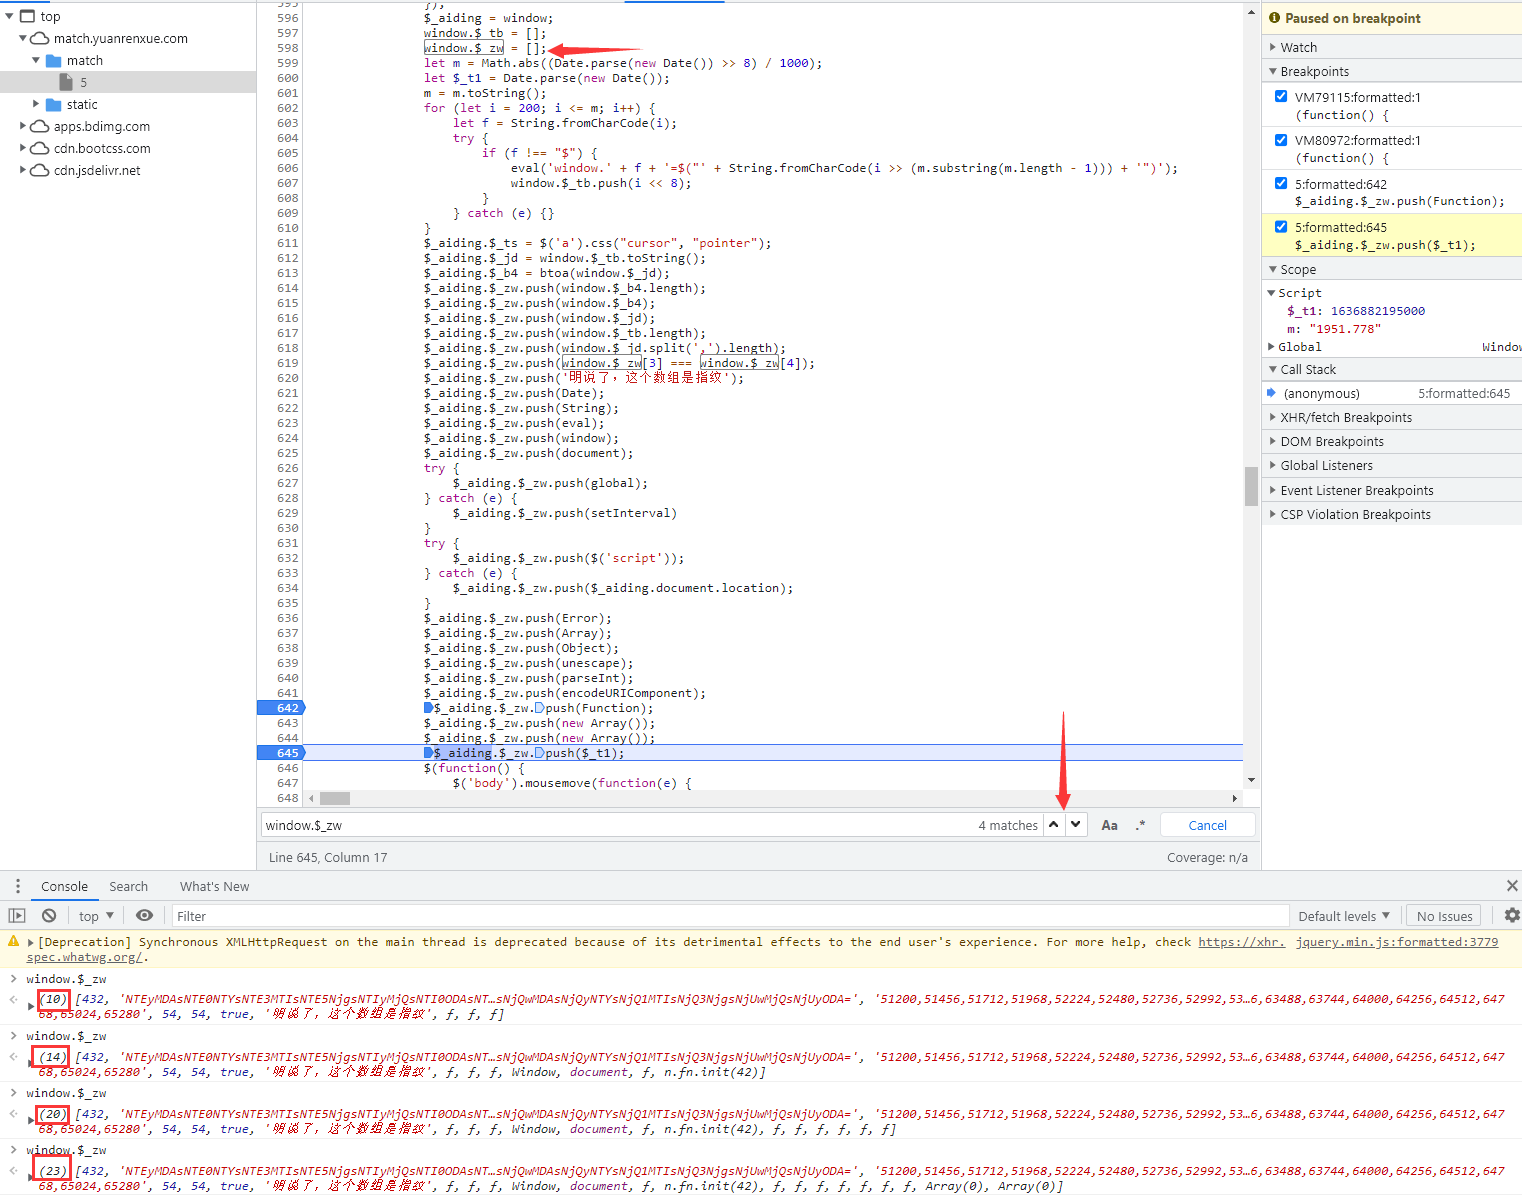 top
match.yuanrenxue.com
match
5
static
apps.bdimg.com
cdn.bootcss.com
cdn.jsdelivr.net
595 });
596 $_aiding = window;
597 window.$_tb = [];
598 window.$_zw = [];
599 let m = Math.abs((Date.parse(new Date()) >> 8) / 1000);
600 let $_t1 = Date.parse(new Date());
601 m = m.toString();
602 for (let i = 200; i <= m; i++) {
603 let f = String.fromCharCode(i);
604 try {
605 if (f !== "$") {
606 eval('window.' + f + '=$("' + String.fromCharCode(i >> (m.substring(m.length - 1))) + '")');
607 window.$_tb.push(i << 8);
608 }
609 } catch (e) {}
610 }
611 $_aiding.$_ts = $('a').css("cursor", "pointer");
612 $_aiding.$_jd = window.$_tb.toString();
613 $_aiding.$_b4 = btoa(window.$_jd);
614 $_aiding.$_zw.push(window.$_b4.length);
615 $_aiding.$_zw.push(window.$_b4);
616 $_aiding.$_zw.push(window.$_jd);
617 $_aiding.$_zw.push(window.$_tb.length);
618 $_aiding.$_zw.push(window.$_jd.split(',').length);
619 $_aiding.$_zw.push(window.$_zw[3] === window.$_zw[4]);
620 $_aiding.$_zw.push('明说了，这个数组是指纹');
621 $_aiding.$_zw.push(Date);
622 $_aiding.$_zw.push(String);
623 $_aiding.$_zw.push(eval);
624 $_aiding.$_zw.push(window);
625 $_aiding.$_zw.push(document);
626 try {
627 $_aiding.$_zw.push(global);
628 } catch (e) {
629 $_aiding.$_zw.push(setInterval)
630 }
631 try {
632 $_aiding.$_zw.push($('script'));
633 } catch (e) {
634 $_aiding.$_zw.push($_aiding.document.location);
635 }
636 $_aiding.$_zw.push(Error);
637 $_aiding.$_zw.push(Array);
638 $_aiding.$_zw.push(Object);
639 $_aiding.$_zw.push(unescape);
640 $_aiding.$_zw.push(parseInt);
641 $_aiding.$_zw.push(encodeURIComponent);
642 $_aiding.$_zw.push(Function);
643 $_aiding.$_zw.push(new Array());
644 $_aiding.$_zw.push(new Array());
645 $_aiding.$_zw.push($_t1);
646 $(function() {
647 $('body').mousemove(function(e) {
648
window.$_zw 4 matches Aa .* Cancel
Line 645, Column 17 Coverage: n/a
Paused on breakpoint
Watch
Breakpoints
VM79115:formatted:1
(function() {
VM80972:formatted:1
(function() {
5:formatted:642
$_aiding.$_zw.push(Function);
5:formatted:645
$_aiding.$_zw.push($_t1);
Scope
Script
$_t1: 1636882195000
m: "1951.778"
Global Window
Call Stack
(anonymous) 5:formatted:645
XHR/fetch Breakpoints
DOM Breakpoints
Global Listeners
Event Listener Breakpoints
CSP Violation Breakpoints
Console Search What's New
top Filter Default levels No Issues
[Deprecation] Synchronous XMLHttpRequest on the main thread is deprecated because of its detrimental effects to the end user's experience. For more help, check https://xhr. jquery.min.js:formatted:3779
spec.whatwg.org/.
window.$_zw
(10) [432, 'NTEyMDAsNTE0NTYsNTE3MTIsNTE5NjgsNTIyMjQsNTI0ODAsNT…sNjQwMDAsNjQyNTYsNjQ1MTIsNjQ3NjgsNjUwMjQsNjUyODA=', '51200,51456,51712,51968,52224,52480,52736,52992,53…6,63488,63744,64000,64256,64512,647
68,65024,65280', 54, 54, true, '明说了，这个数组是指纹', ƒ, ƒ, ƒ]
window.$_zw
(14) [432, 'NTEyMDAsNTE0NTYsNTE3MTIsNTE5NjgsNTIyMjQsNTI0ODAsNT…sNjQwMDAsNjQyNTYsNjQ1MTIsNjQ3NjgsNjUwMjQsNjUyODA=', '51200,51456,51712,51968,52224,52480,52736,52992,53…6,63488,63744,64000,64256,64512,647
68,65024,65280', 54, 54, true, '明说了，这个数组是指纹', ƒ, ƒ, ƒ, Window, document, ƒ, n.fn.init(42)]
window.$_zw
(20) [432, 'NTEyMDAsNTE0NTYsNTE3MTIsNTE5NjgsNTIyMjQsNTI0ODAsNT…sNjQwMDAsNjQyNTYsNjQ1MTIsNjQ3NjgsNjUwMjQsNjUyODA=', '51200,51456,51712,51968,52224,52480,52736,52992,53…6,63488,63744,64000,64256,64512,647
68,65024,65280', 54, 54, true, '明说了，这个数组是指纹', ƒ, ƒ, ƒ, Window, document, ƒ, n.fn.init(42), ƒ, ƒ, ƒ, ƒ, ƒ, ƒ]
window.$_zw
(23) [432, 'NTEyMDAsNTE0NTYsNTE3MTIsNTE5NjgsNTIyMjQsNTI0ODAsNT…sNjQwMDAsNjQyNTYsNjQ1MTIsNjQ3NjgsNjUwMjQsNjUyODA=', '51200,51456,51712,51968,52224,52480,52736,52992,53…6,63488,63744,64000,64256,64512,647
68,65024,65280', 54, 54, true, '明说了，这个数组是指纹', ƒ, ƒ, ƒ, Window, document, ƒ, n.fn.init(42), ƒ, ƒ, ƒ, ƒ, ƒ, ƒ, ƒ, Array(0), Array(0)]